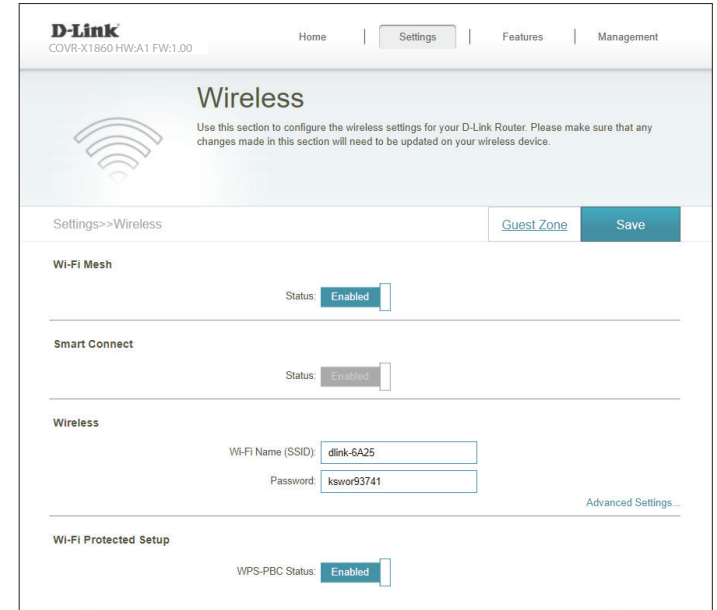 D-Link
COVR-X1860 HW:A1 FW:1.00
Home | Settings | Features | Management
Wireless
Use this section to configure the wireless settings for your D-Link Router. Please make sure that any
changes made in this section will need to be updated on your wireless device.
Settings>>Wireless Guest Zone Save
Wi-Fi Mesh
Status: Enabled
Smart Connect
Status: Enabled
Wireless
Wi-Fi Name (SSID): dlink-6A25
Password: kswor93741
Advanced Settings...
Wi-Fi Protected Setup
WPS-PBC Status: Enabled